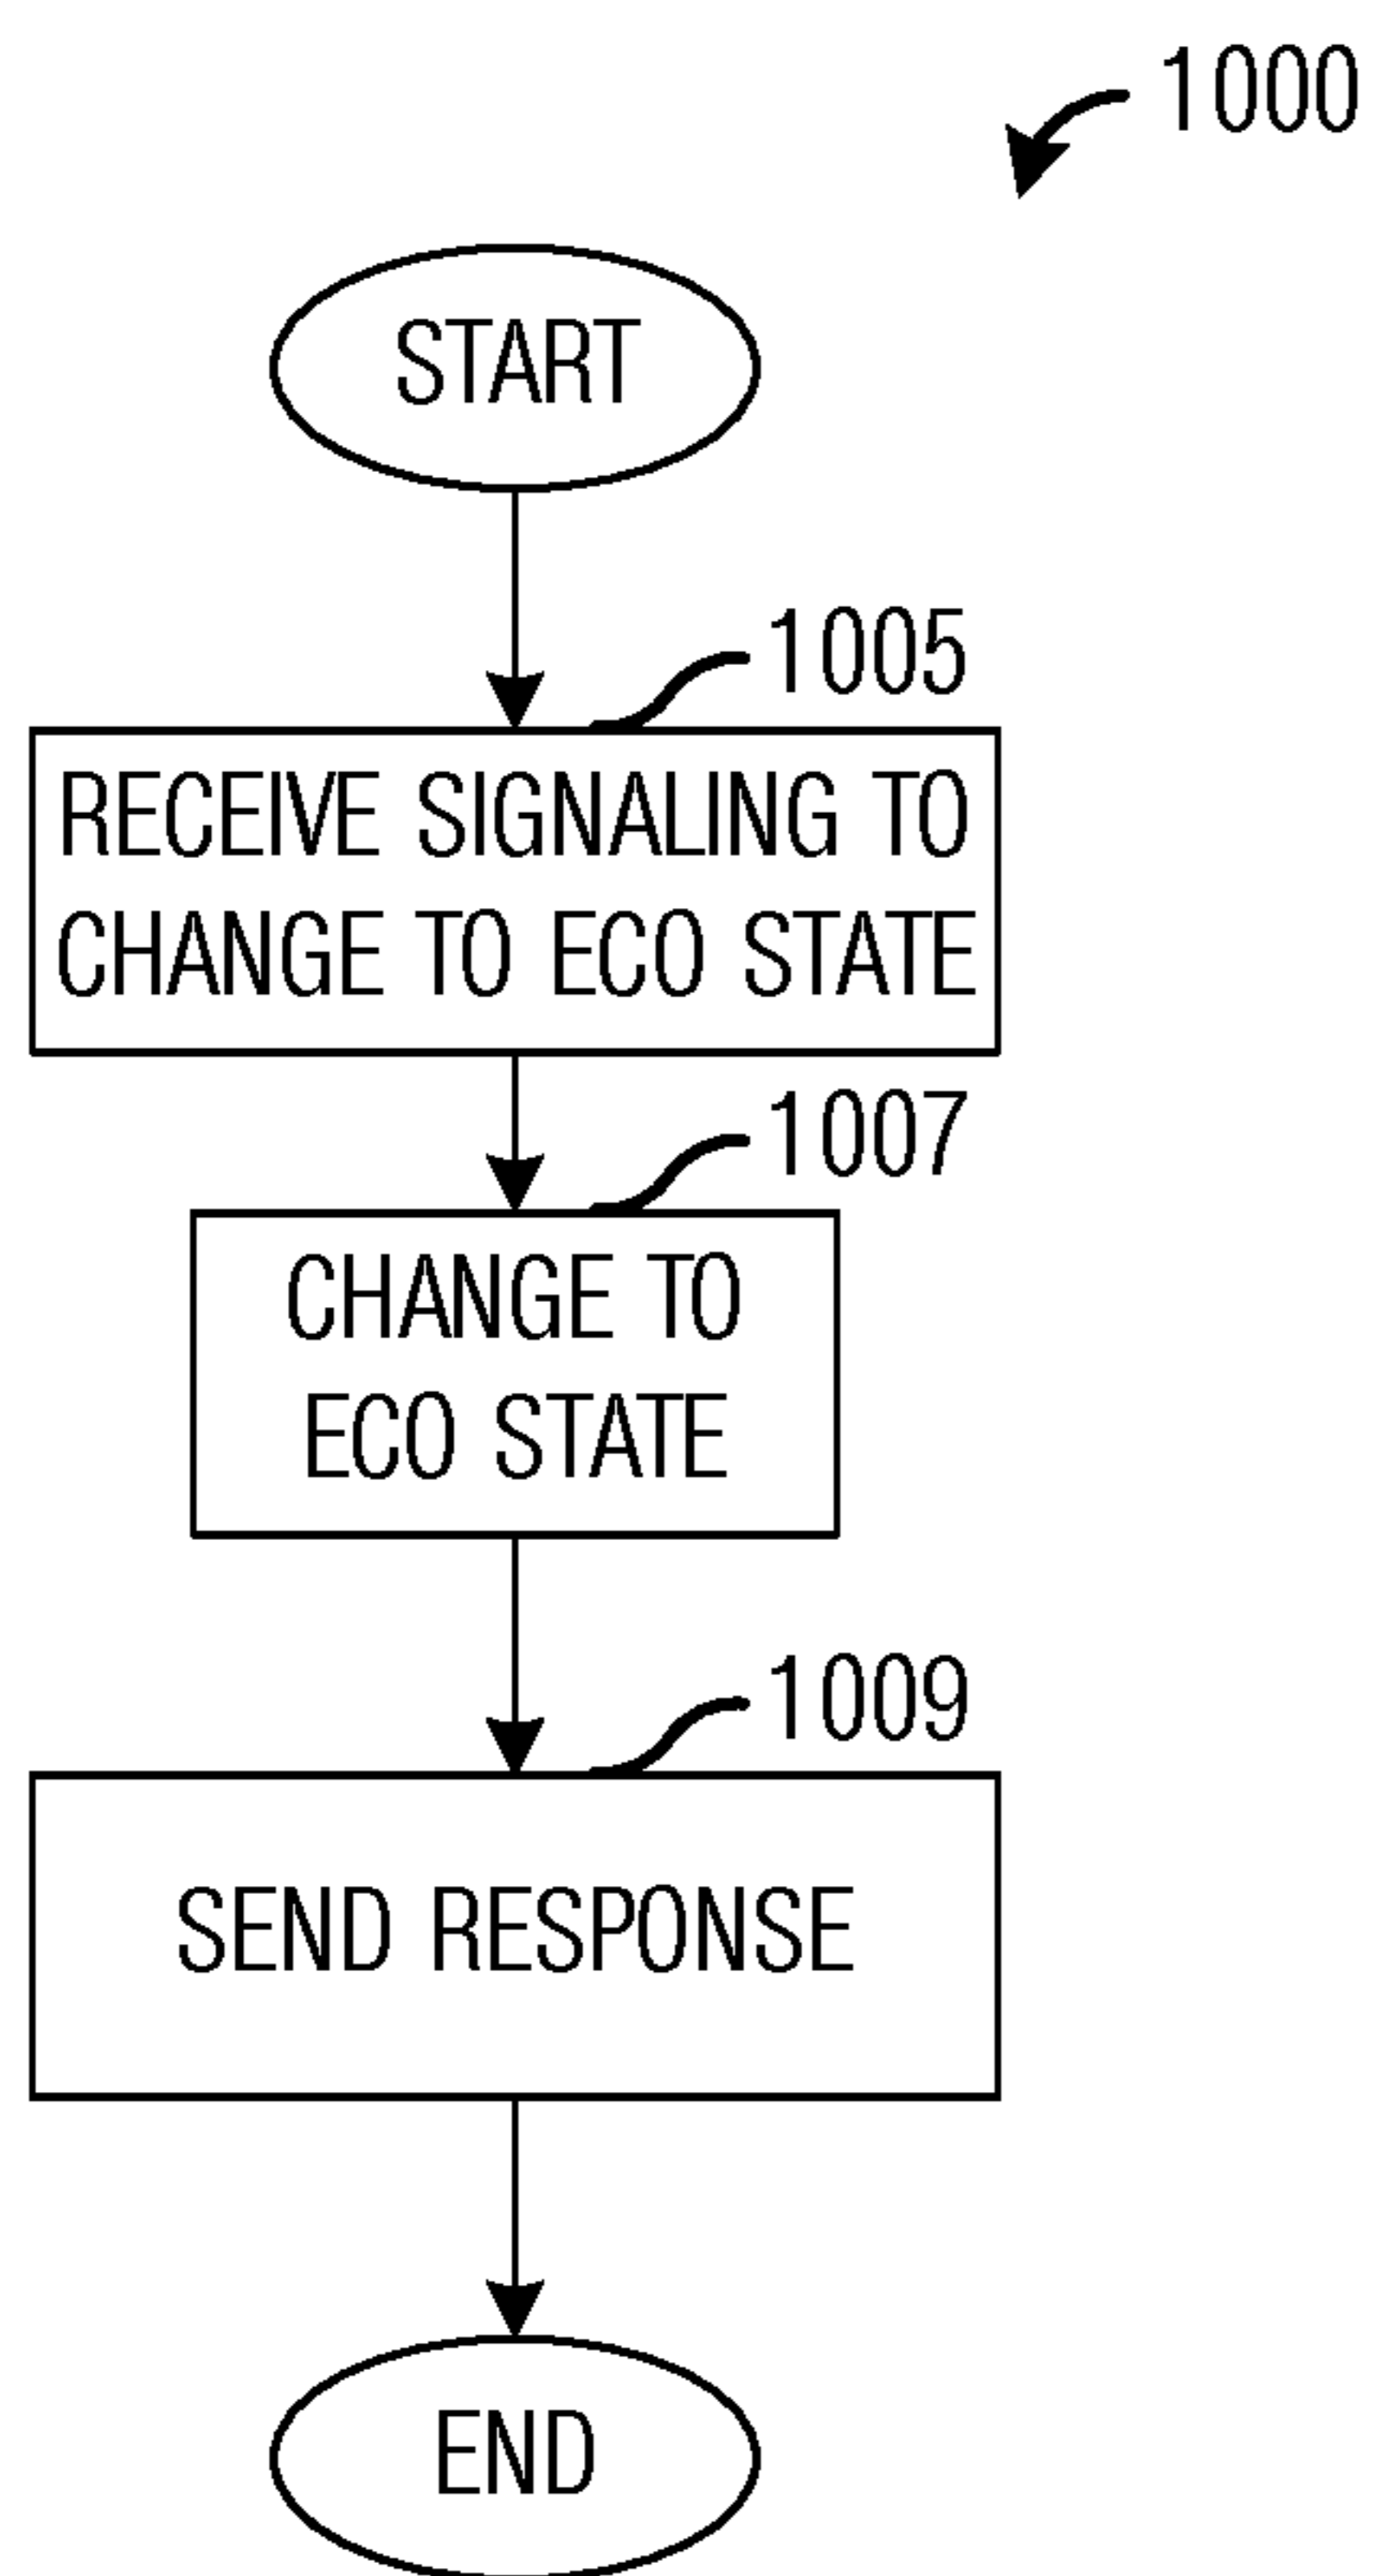 1000
START
1005
RECEIVE SIGNALING TO
CHANGE TO ECO STATE
1007
CHANGE TO
ECO STATE
1009
SEND RESPONSE
END